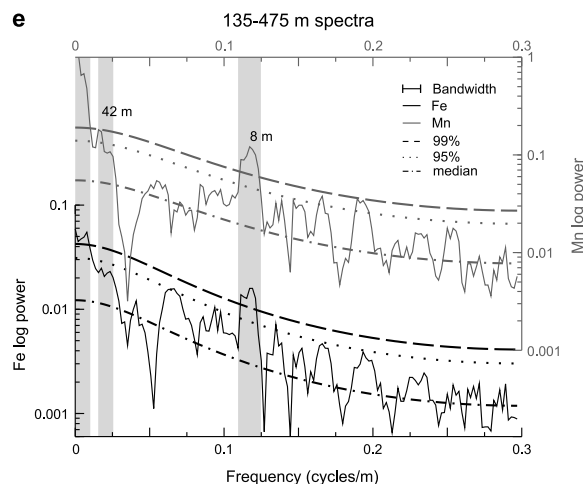 e
135-475 m spectra
0 0.1 0.2 0.3
42 m
8 m
Bandwidth
Fe
Mn
99%
95%
median
1
0.1
0.01
0.001
Mn log power
0.1
0.01
0.001
Fe log power
0 0.1 0.2 0.3
Frequency (cycles/m)